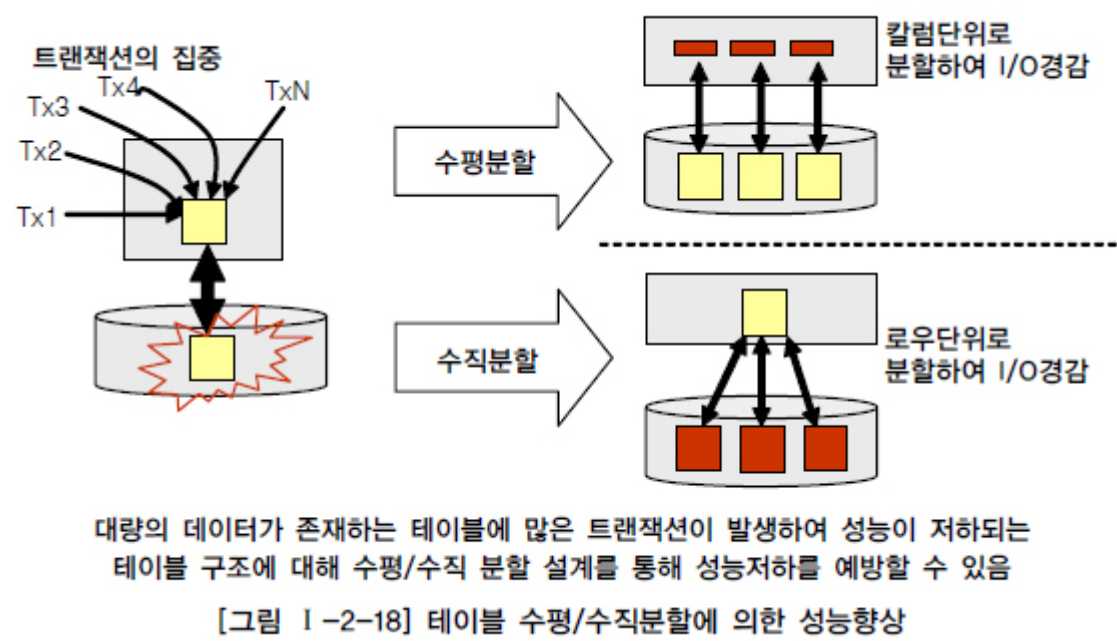 트랜잭션의 집중
Tx4
TxN
Tx3
Tx2
Tx1
수평분할
칼럼단위로
분할하여 I/O경감
수직분할
로우단위로
분할하여 I/O경감
대량의 데이터가 존재하는 테이블에 많은 트랜잭션이 발생하여 성능이 저하되는
테이블 구조에 대해 수평/수직 분할 설계를 통해 성능저하를 예방할 수 있음
[그림 Ⅰ-2-18] 테이블 수평/수직분할에 의한 성능향상